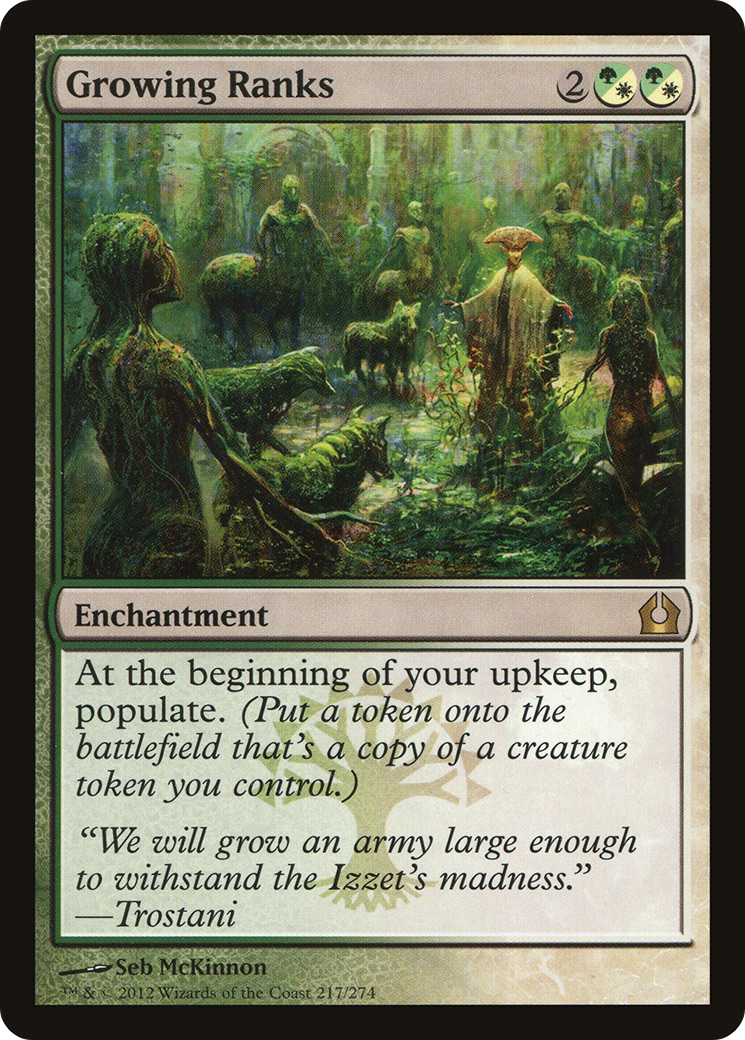 Growing Ranks 2
Enchantment
At the beginning of your upkeep,
populate. (Put a token onto the
battlefield that's a copy of a creature
token you control.)
“We will grow an army large enough
to withstand the Izzet's madness.”
—Trostani
Seb McKinnon
™ & © 2012 Wizards of the Coast 217/274